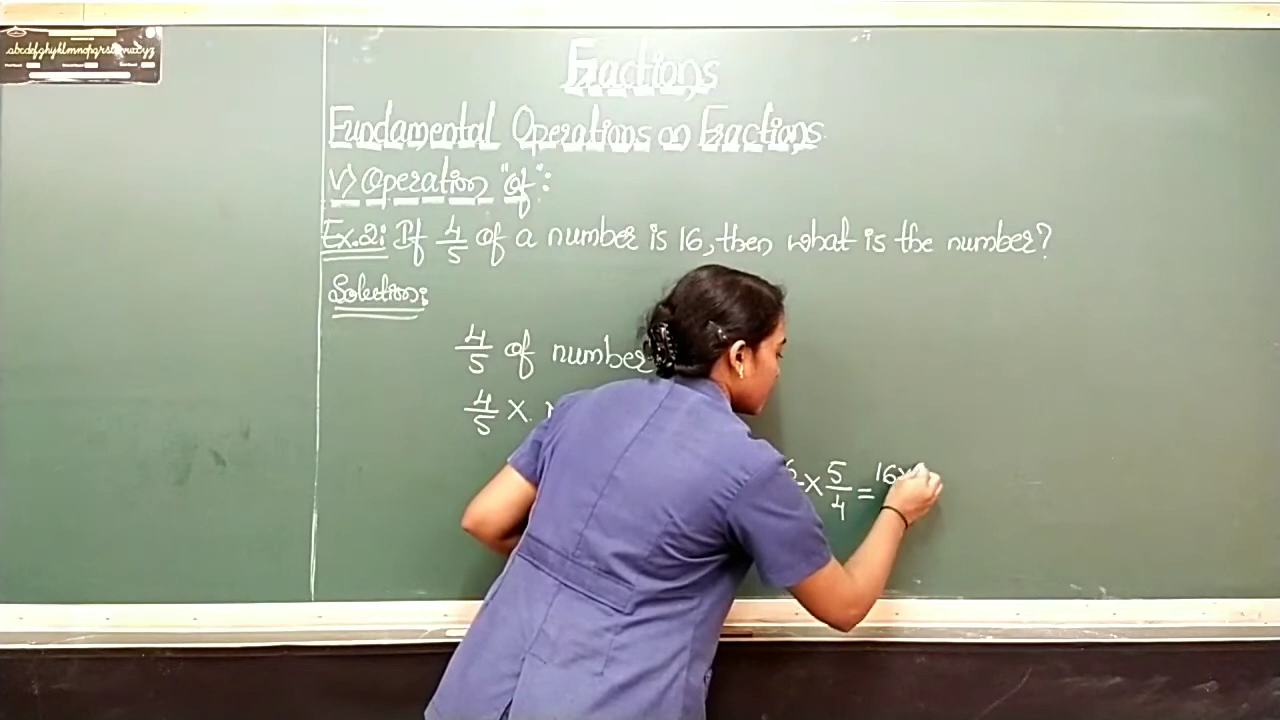 abcdefghijklmnopqrstuvwxyz
Fractions
Fundamental Operations on Fractions
V) Operation "of":
Ex.2: If 4/5 of a number is 16, then what is the number?
Solution:
4/5 of number
4/5 ×
× 5/4 = 16×